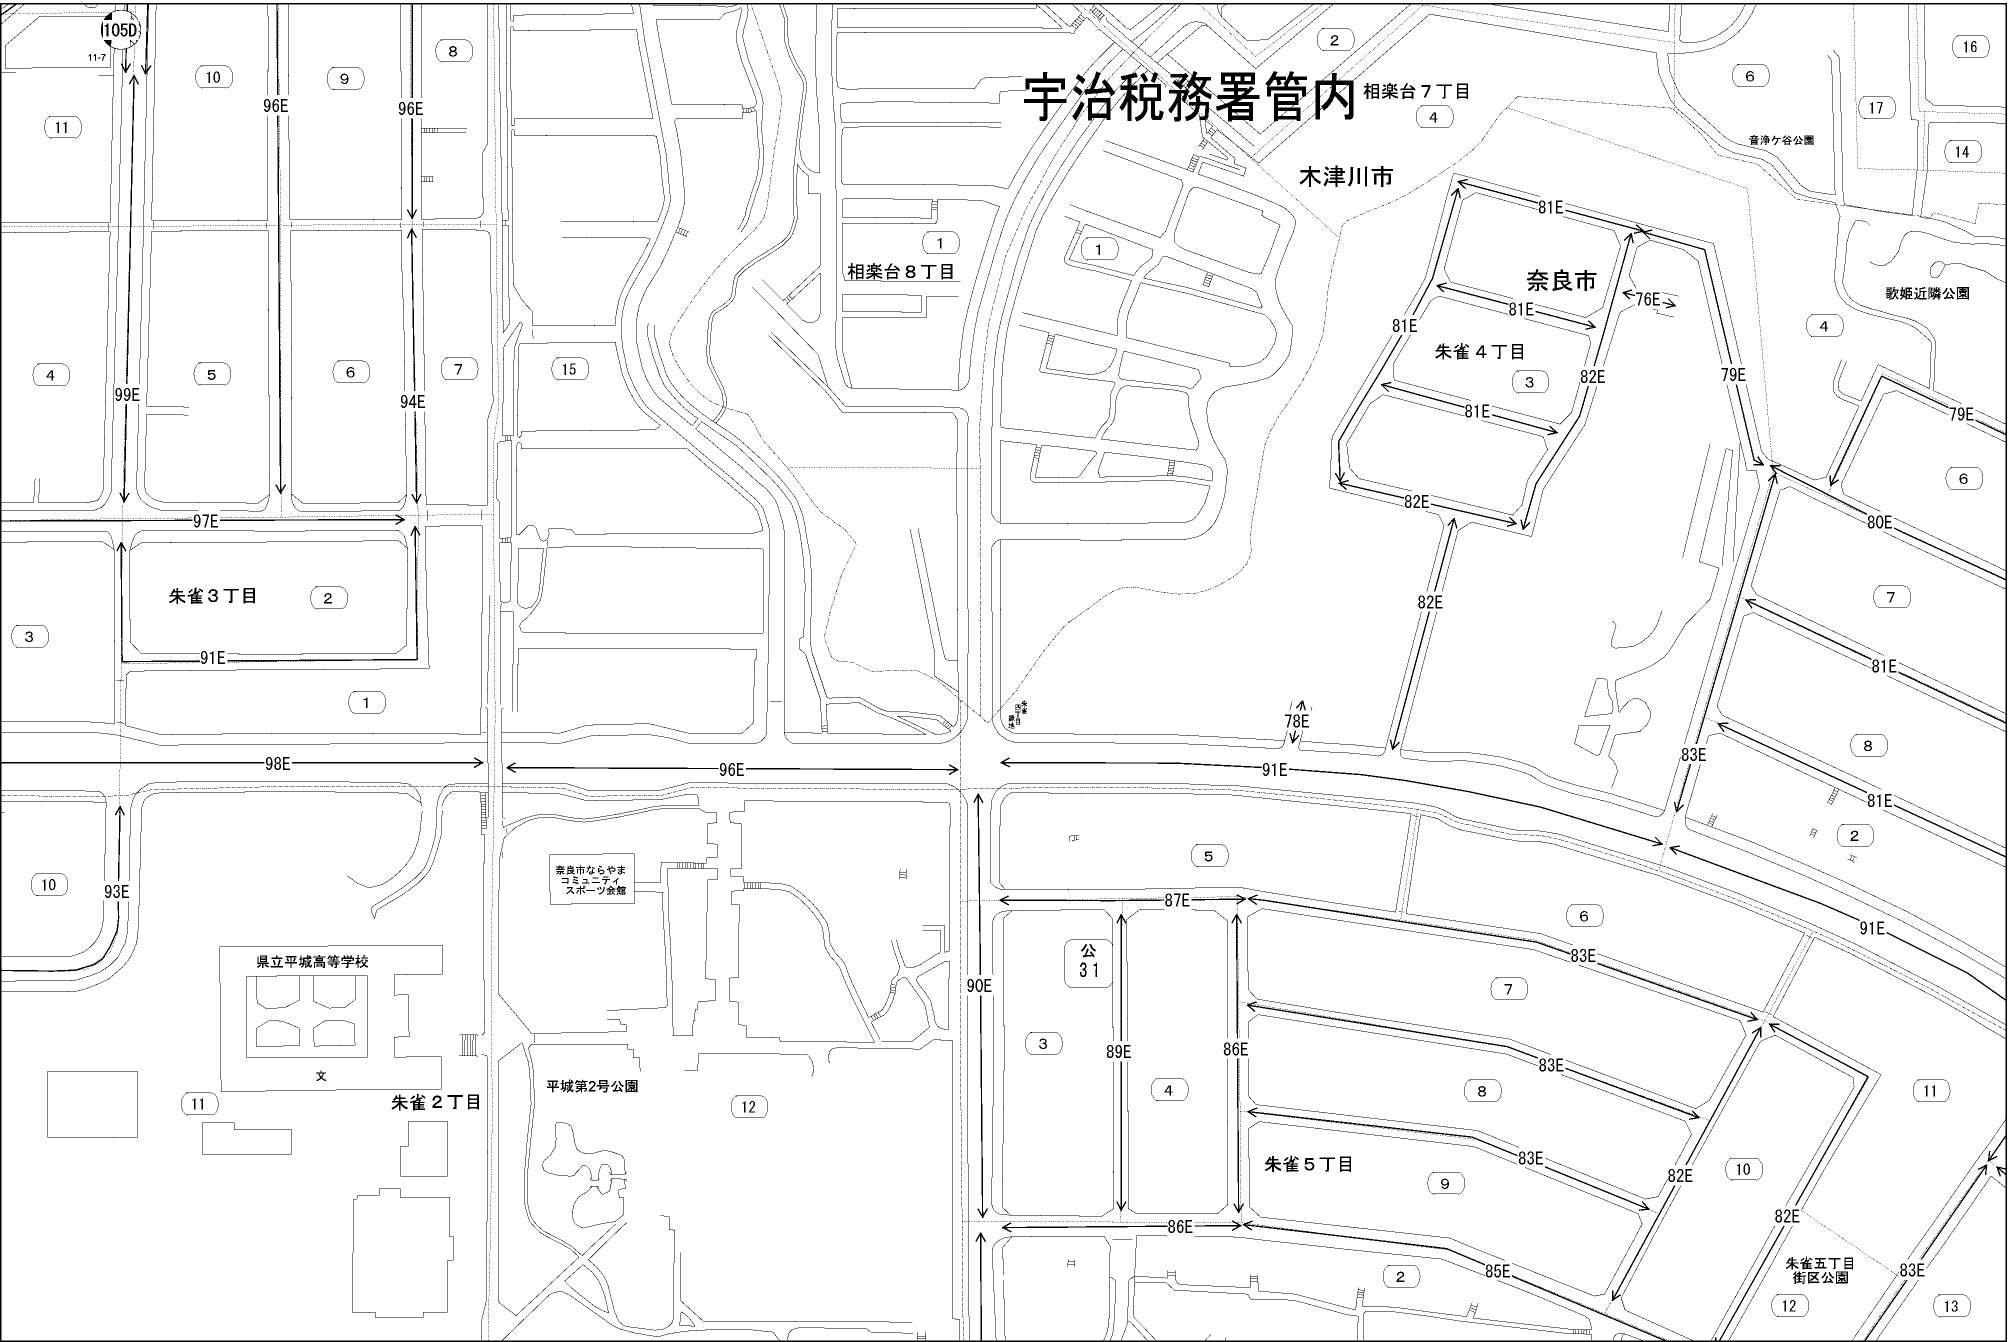 105D
8
2
16
11-7
10
9
6
宇治税務署管内
相楽台７丁目
96E
96E
4
17
11
音浄ケ谷公園
14
木津川市
81E
1
1
相楽台８丁目
奈良市
歌姫近隣公園
76E
81E
81E
4
朱雀４丁目
4
5
6
7
15
79E
82E
3
99E
94E
81E
79E
6
97E
82E
80E
朱雀３丁目
2
7
82E
3
91E
81E
1
朱雀
四丁目
緑地
78E
8
98E
96E
91E
83E
81E
2
5
奈良市ならやま
コミュニティ
スポーツ会館
10
93E
87E
6
91E
公
31
83E
県立平城高等学校
90E
7
3
89E
86E
83E
文
平城第2号公園
4
8
11
11
朱雀２丁目
12
朱雀５丁目
83E
10
82E
9
86E
82E
85E
2
朱雀五丁目
街区公園
83E
12
13